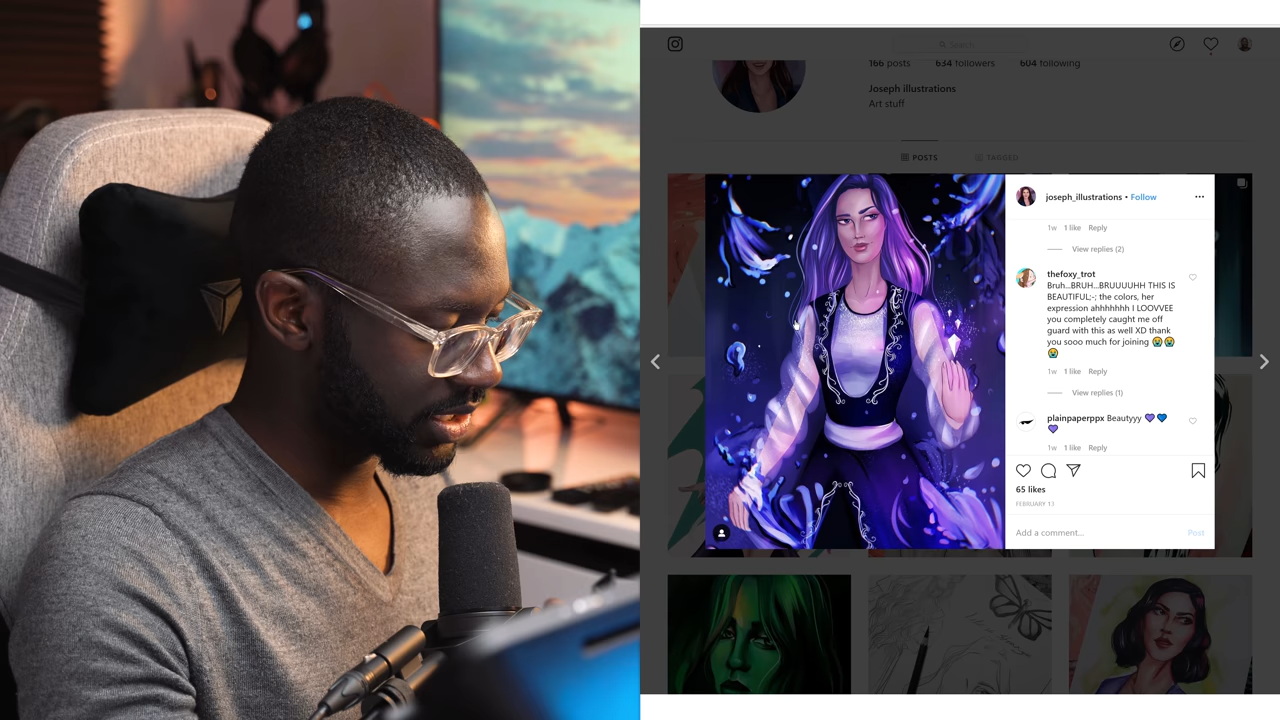 Search
166 posts 634 followers 604 following
Joseph illustrations
Art stuff
POSTS TAGGED
joseph_illustrations • Follow
1w 1 like Reply
View replies (2)
thefoxy_trot
Bruh...BRUH...BRUUUUHH THIS IS
BEAUTIFUL;-; the colors, her
expression ahhhhhhh I LOOVVEE
you completely caught me off
guard with this as well XD thank
you sooo much for joining 😭😭
😭
1w 1 like Reply
View replies (1)
plainpaperppx Beautyyy 💜💙
💜
1w 1 like Reply
65 likes
FEBRUARY 13
Add a comment... Post